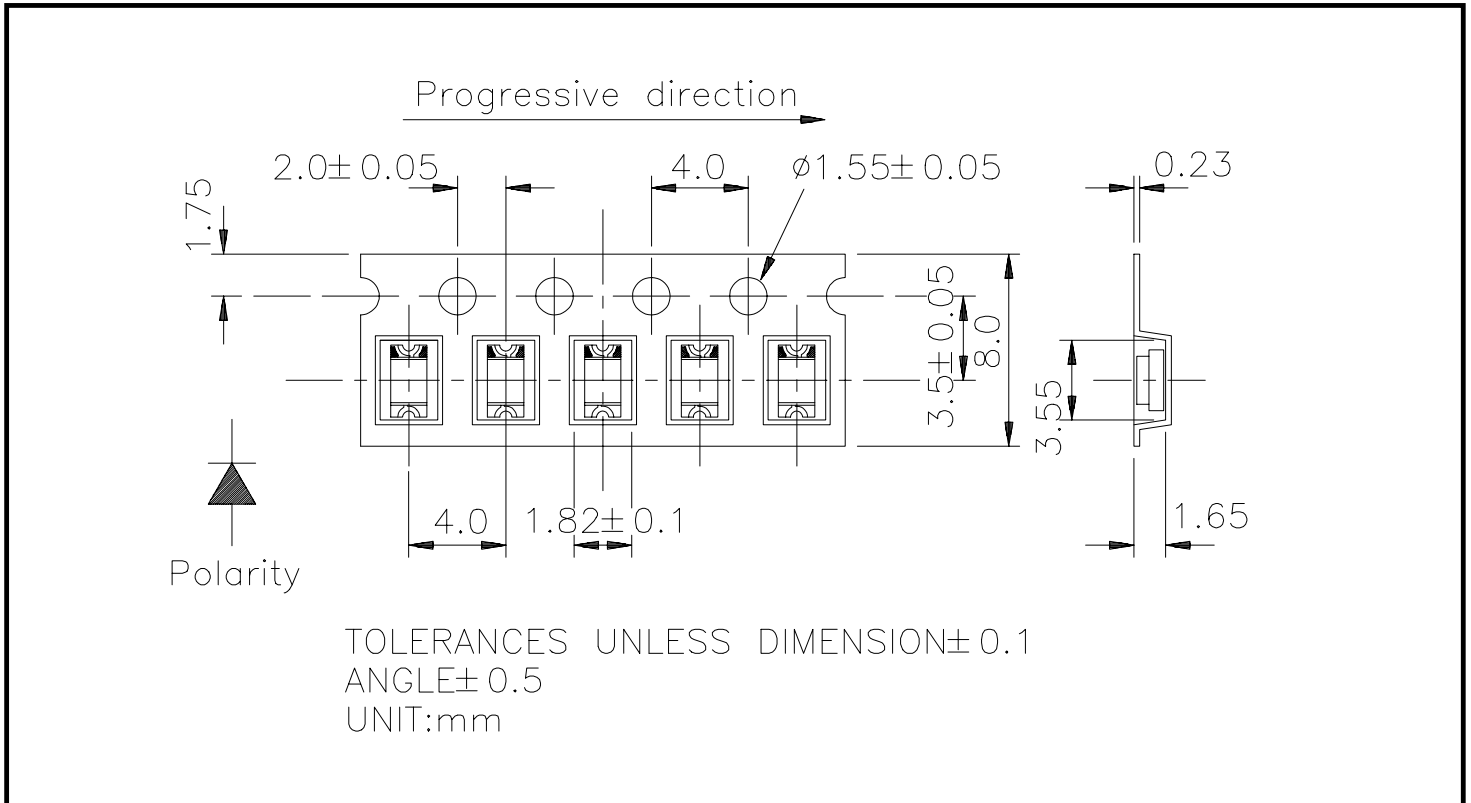 Progressive direction
2.0±0.05
4.0
ø1.55±0.05
0.23
1.75
3.5±0.05
8.0
3.55
4.0
1.82±0.1
1.65
Polarity
TOLERANCES UNLESS DIMENSION±0.1
ANGLE±0.5
UNIT:mm